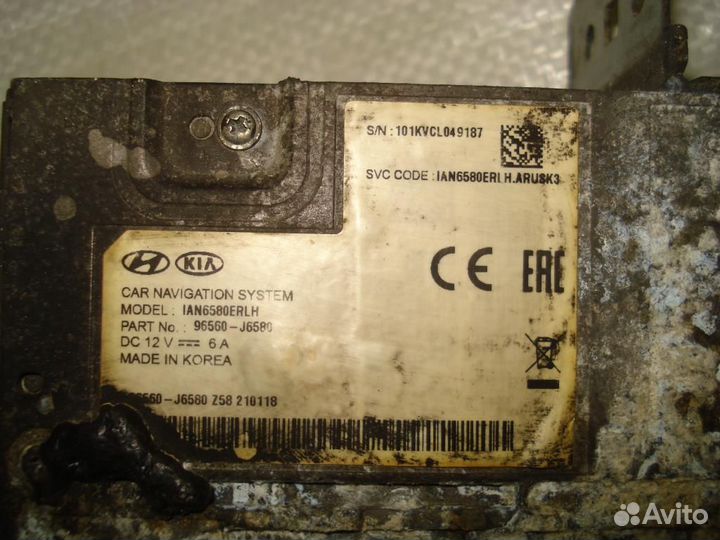 S/N : 101KVCL049187
SVC CODE : IAN6580ERLH.ARUSK3
KIA
CE EAC
CAR NAVIGATION SYSTEM
MODEL : IAN6580ERLH
PART No. : 96560-J6580
DC 12 V 6 A
MADE IN KOREA
-J6580 Z58 210118
Avito